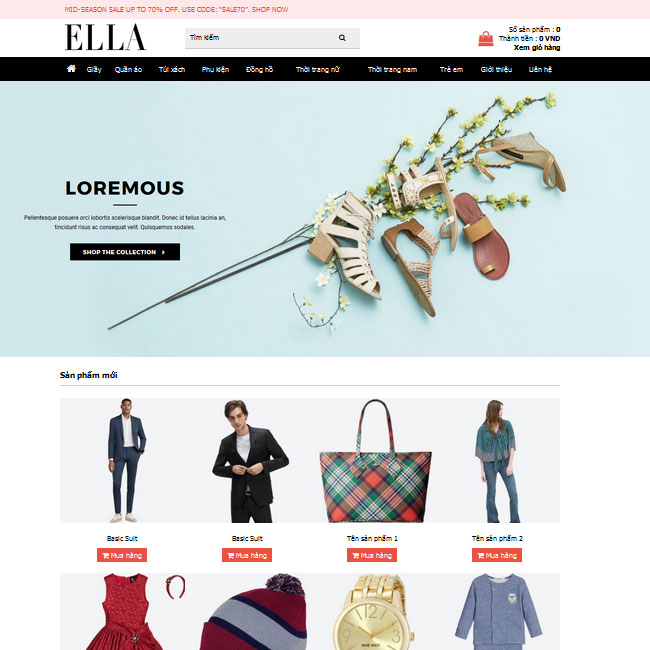 MID-SEASON SALE UP TO 70% OFF. USE CODE: "SALE70". SHOP NOW
ELLA
Tìm kiếm
Số sản phẩm : 0
Thành tiền : 0 VND
Xem giỏ hàng
Giầy Quần áo Túi xách Phụ kiện Đồng hồ Thời trang nữ Thời trang nam Trẻ em Giới thiệu Liên hệ
LOREMOUS
Pellentesque posuere orci lobortis scelerisque blandit. Donec id tellus lacinia an,
tincidunt risus ac consequat velit. Quisquemos sodales.
SHOP THE COLLECTION
Sản phẩm mới
Basic Suit Basic Suit Tên sản phẩm 1 Tên sản phẩm 2
Mua hàng Mua hàng Mua hàng Mua hàng
NINE WEST